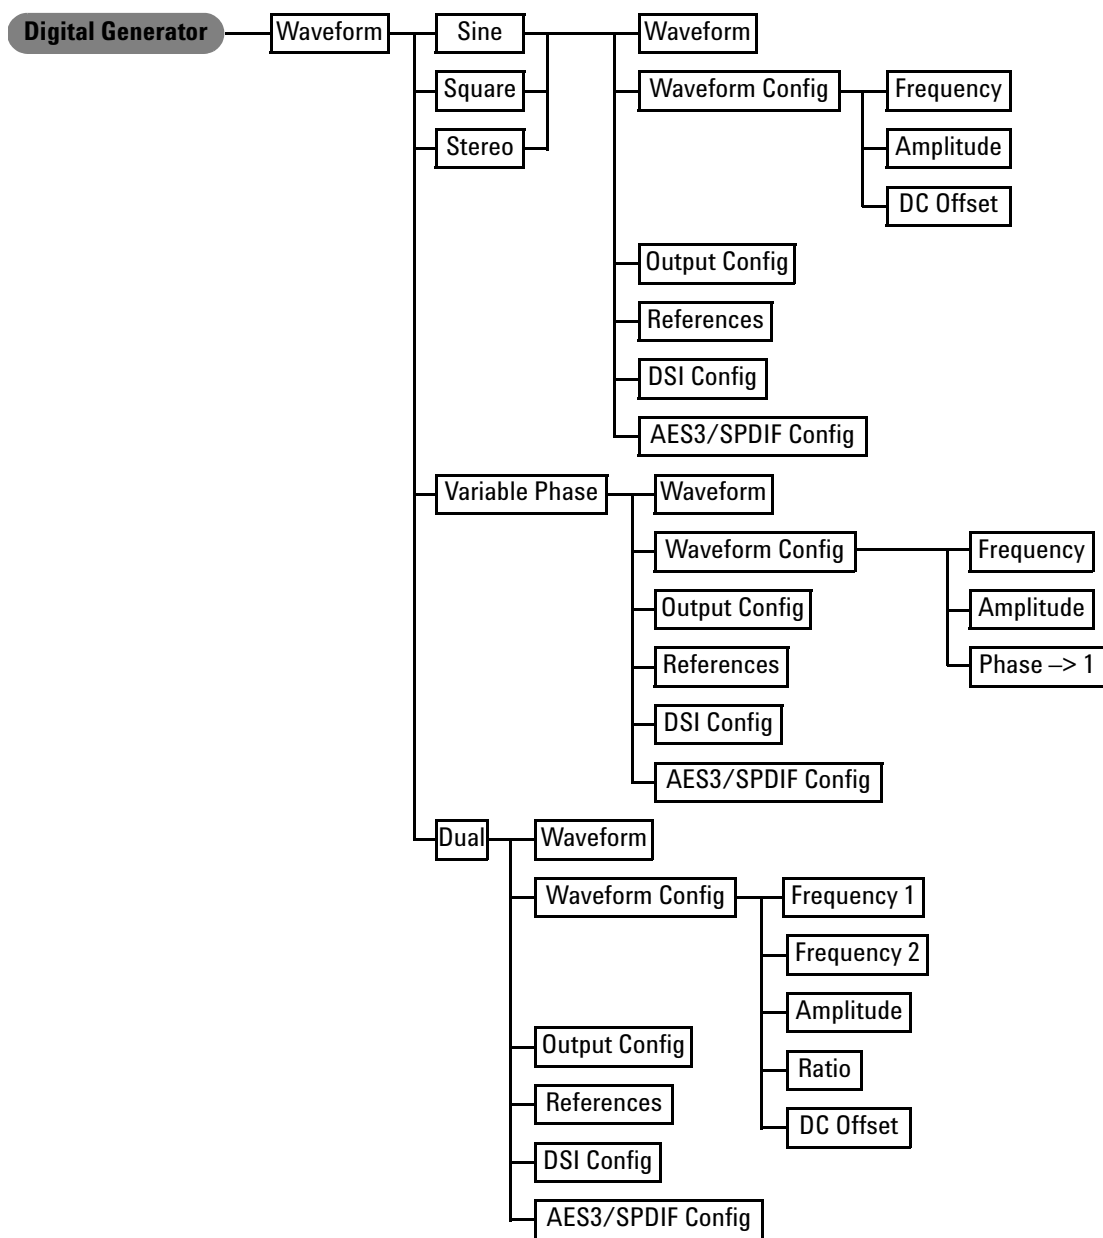 Digital Generator
Waveform
Sine
Waveform
Square
Waveform Config
Frequency
Stereo
Amplitude
DC Offset
Output Config
References
DSI Config
AES3/SPDIF Config
Variable Phase
Waveform
Waveform Config
Frequency
Output Config
Amplitude
References
Phase –> 1
DSI Config
AES3/SPDIF Config
Dual
Waveform
Waveform Config
Frequency 1
Frequency 2
Amplitude
Output Config
Ratio
References
DC Offset
DSI Config
AES3/SPDIF Config